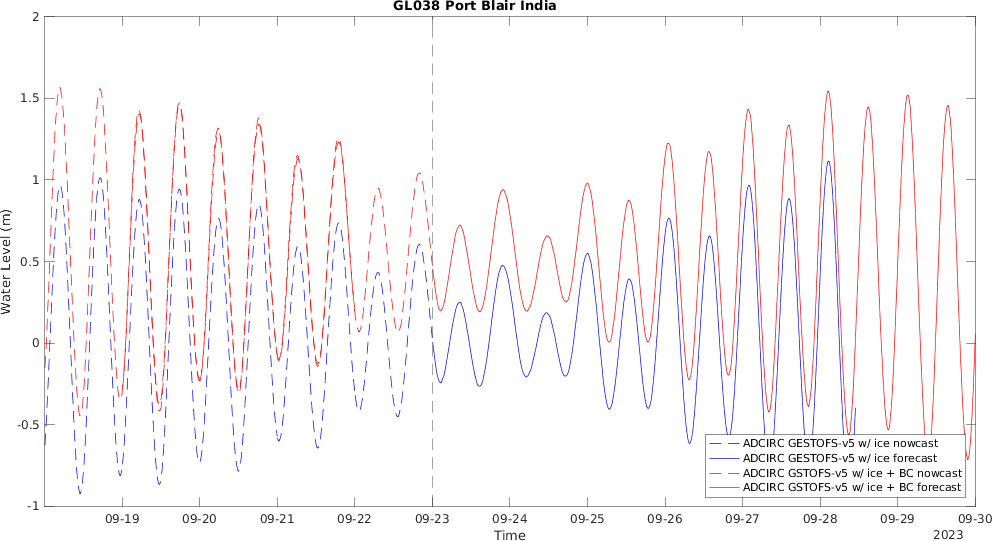 GL038 Port Blair India
2
1.5
1
0.5
0
-0.5
-1
Water Level (m)
ADCIRC GESTOFS-v5 w/ ice nowcast
ADCIRC GESTOFS-v5 w/ ice forecast
ADCIRC GSTOFS-v5 w/ ice + BC nowcast
ADCIRC GSTOFS-v5 w/ ice + BC forecast
09-19 09-20 09-21 09-22 09-23 09-24 09-25 09-26 09-27 09-28 09-29 09-30
Time
2023